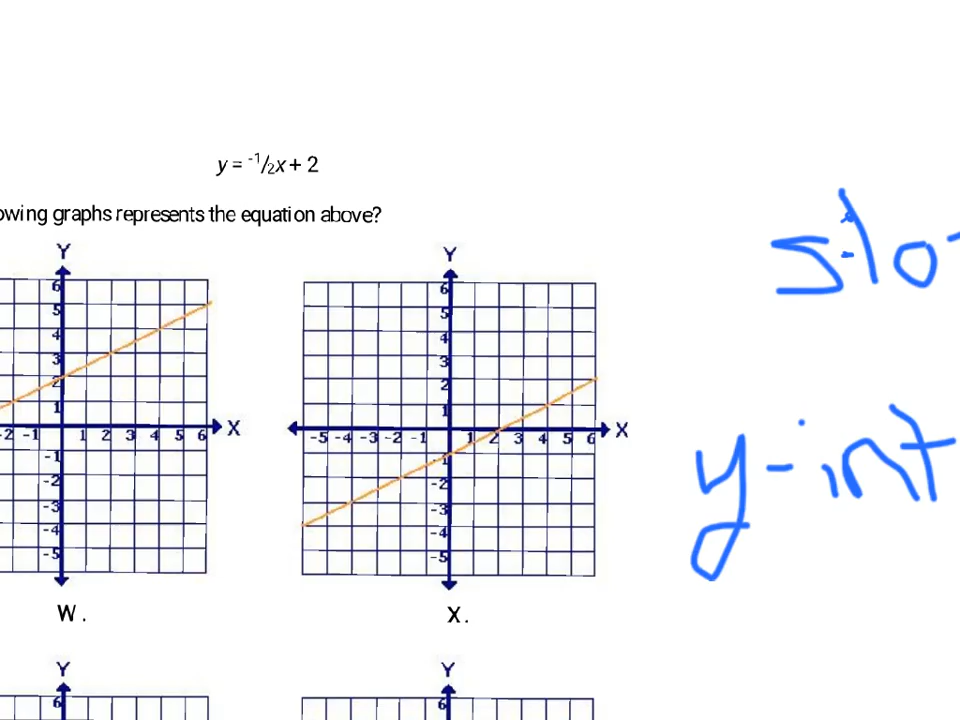 y = -1/2x + 2
owing graphs represents the equation above?
Y
6
5
4
3
2
1
-2 -1 1 2 3 4 5 6 X
-1
-2
-3
-4
-5
W.
Y
6
5
4
3
2
1
-5 -4 -3 -2 -1 1 2 3 4 5 6 X
-1
-2
-3
-4
-5
X.
Y
6
Y
6
slo
y-int